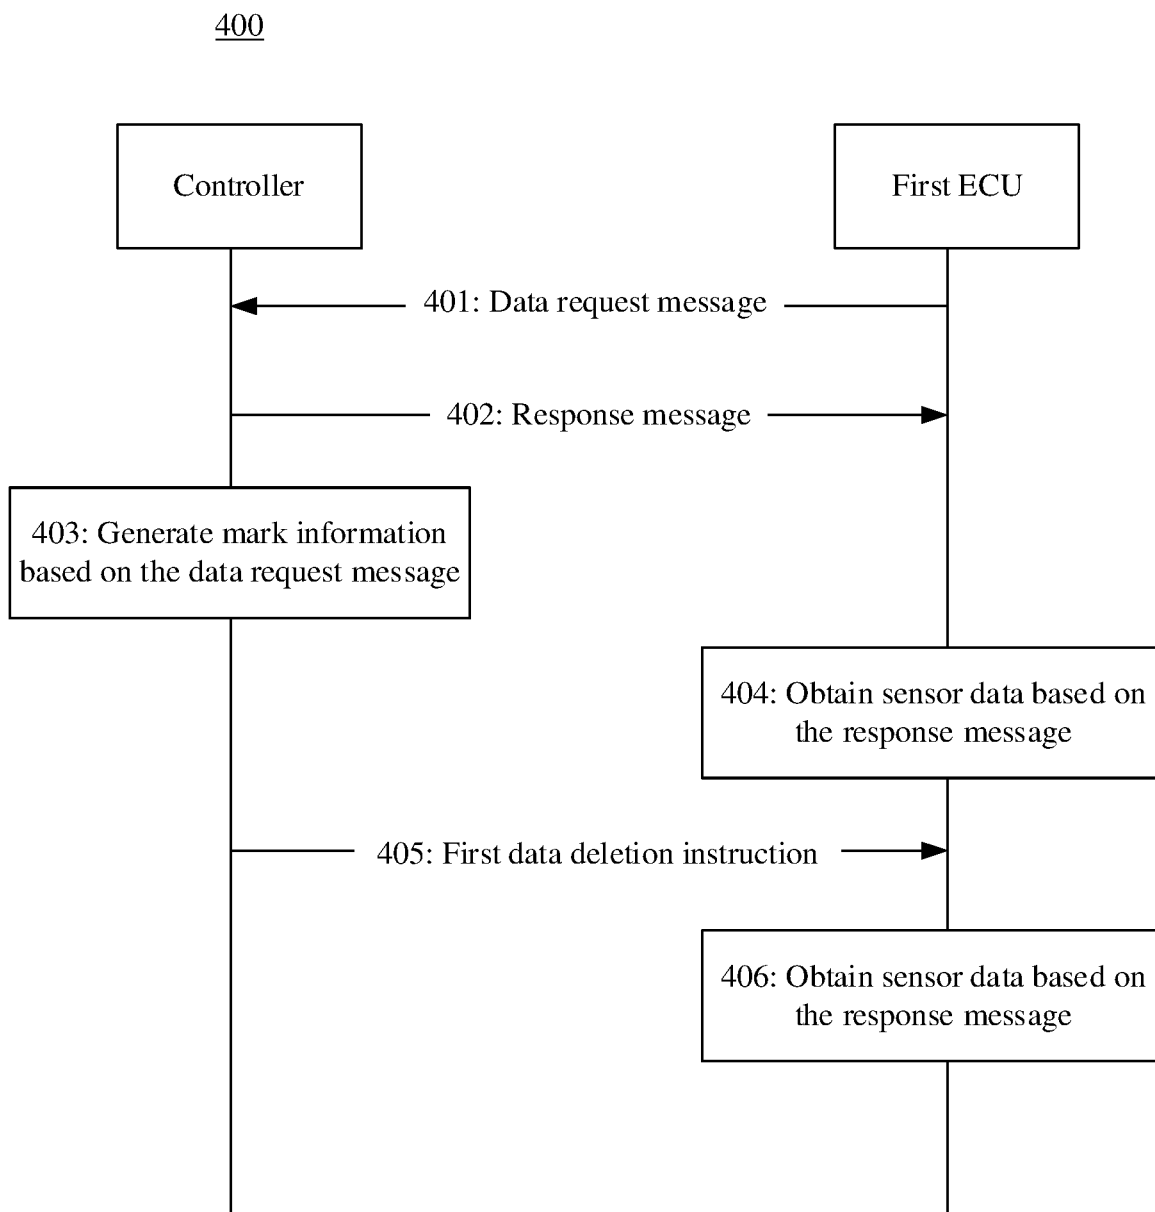 400
Controller
First ECU
401: Data request message
402: Response message
403: Generate mark information
based on the data request message
404: Obtain sensor data based on
the response message
405: First data deletion instruction
406: Obtain sensor data based on
the response message